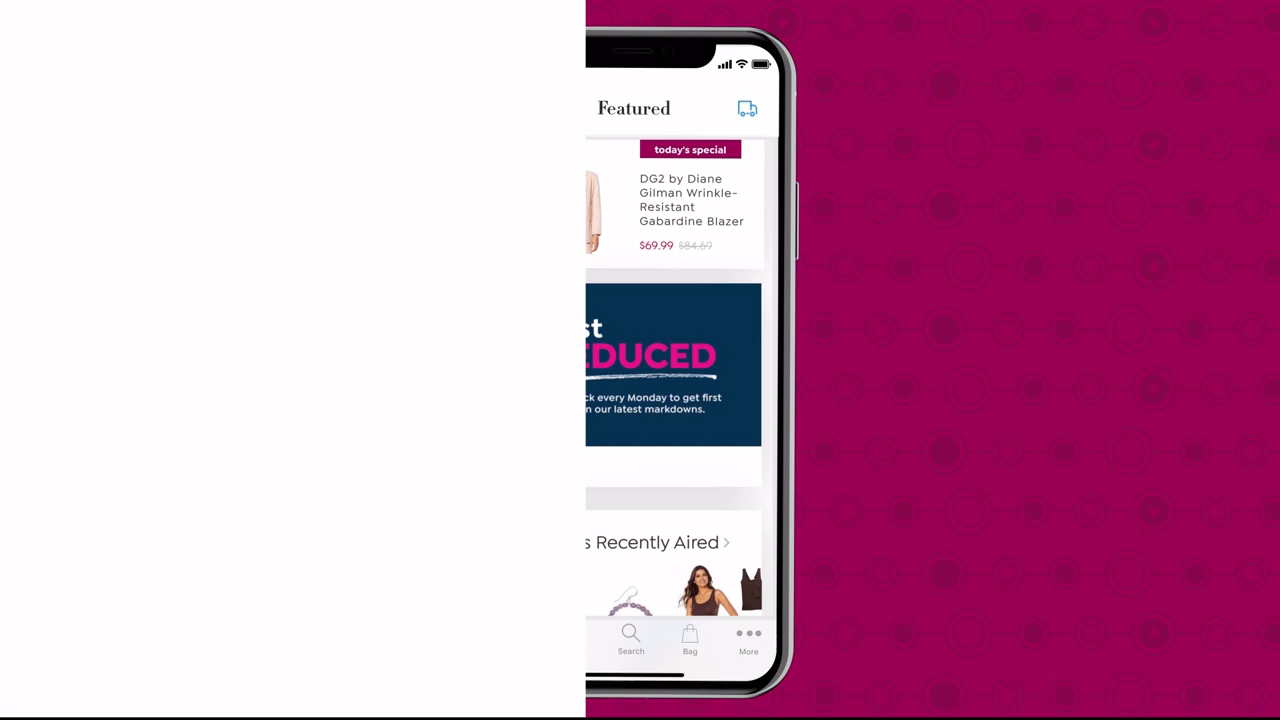 Featured
today's special
DG2 by Diane
Gilman Wrinkle-
Resistant
Gabardine Blazer
$69.99 $84.69
st
EDUCED
ck every Monday to get first
n our latest markdowns.
s Recently Aired >
Search Bag More